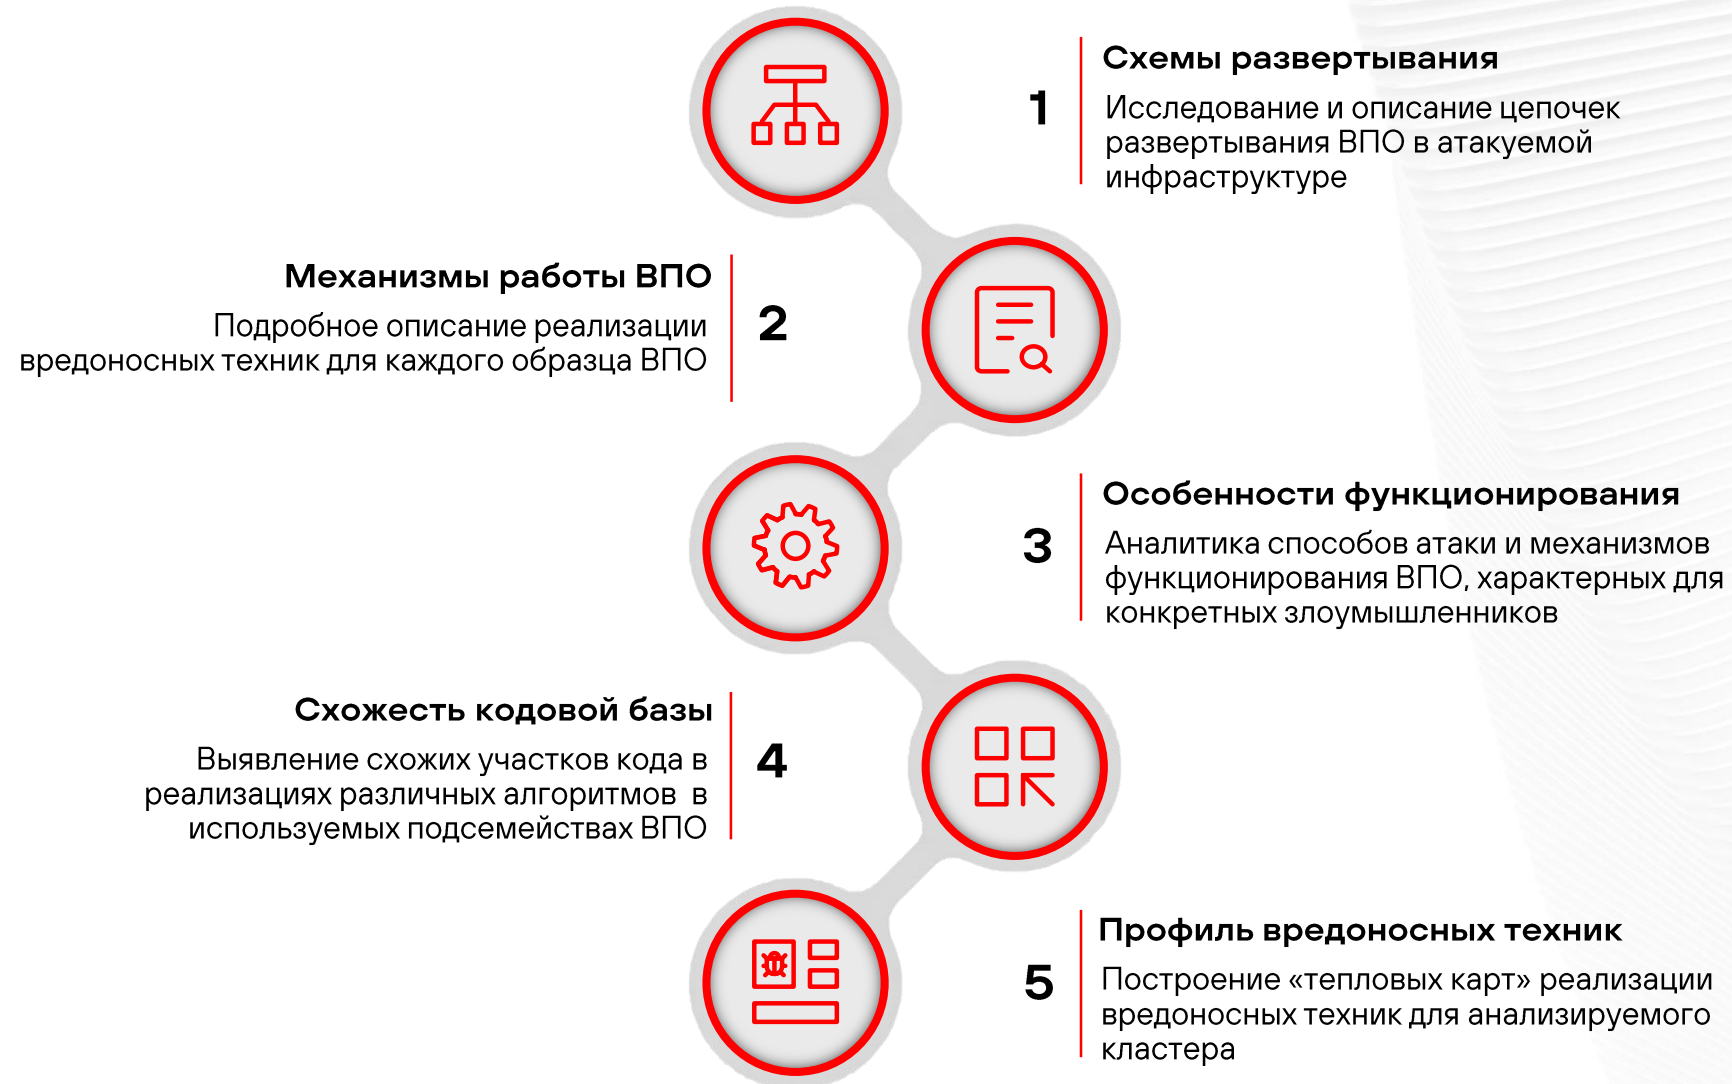 Схемы развертывания
1
Исследование и описание цепочек
развертывания ВПО в атакуемой
инфраструктуре
Механизмы работы ВПО
2
Подробное описание реализации
вредоносных техник для каждого образца ВПО
Особенности функционирования
3
Аналитика способов атаки и механизмов
функционирования ВПО, характерных для
конкретных злоумышленников
Схожесть кодовой базы
4
Выявление схожих участков кода в
реализациях различных алгоритмов в
используемых подсемействах ВПО
Профиль вредоносных техник
5
Построение «тепловых карт» реализации
вредоносных техник для анализируемого
кластера